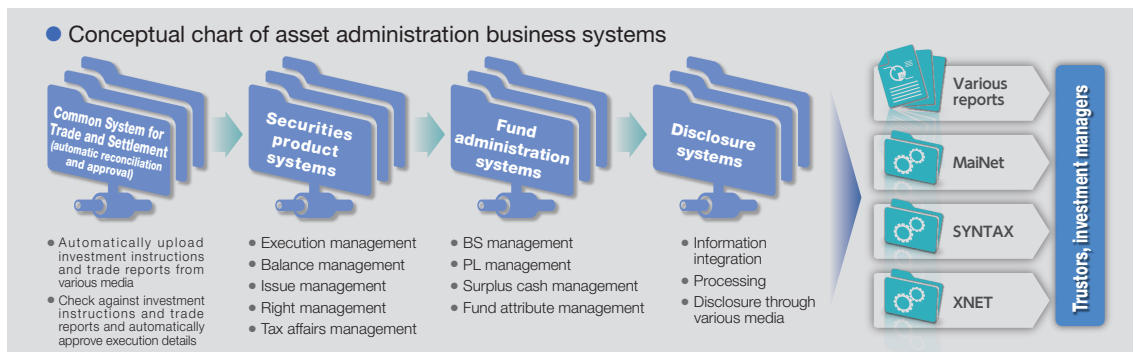 ● Conceptual chart of asset administration business systems
Common System for
Trade and Settlement
(automatic reconciliation
and approval)
Securities
product
systems
Fund
administration
systems
Disclosure
systems
● Automatically upload
investment instructions
and trade reports from
various media
● Check against investment
instructions and trade
reports and automatically
approve execution details
● Execution management
● Balance management
● Issue management
● Right management
● Tax affairs management
● BS management
● PL management
● Surplus cash management
● Fund attribute management
● Information
integration
● Processing
● Disclosure through
various media
Various
reports
MaiNet
SYNTAX
XNET
Trustors, investment managers